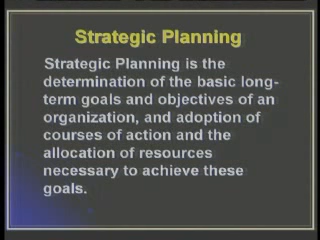 Strategic Planning
Strategic Planning is the
determination of the basic long-
term goals and objectives of an
organization, and adoption of
courses of action and the
allocation of resources
necessary to achieve these
goals.